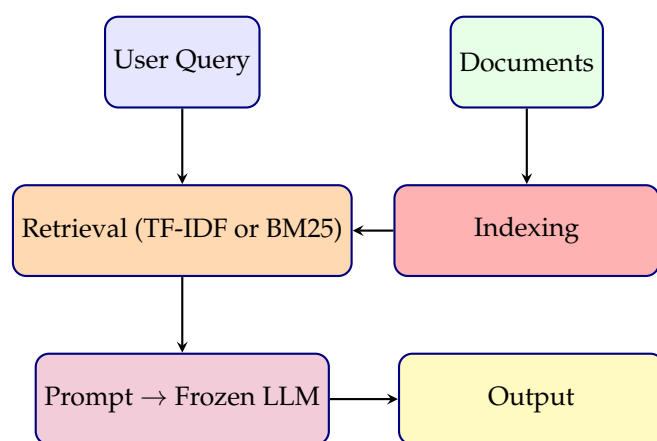 User Query
Documents
Retrieval (TF-IDF or BM25)
Indexing
Prompt → Frozen LLM
Output